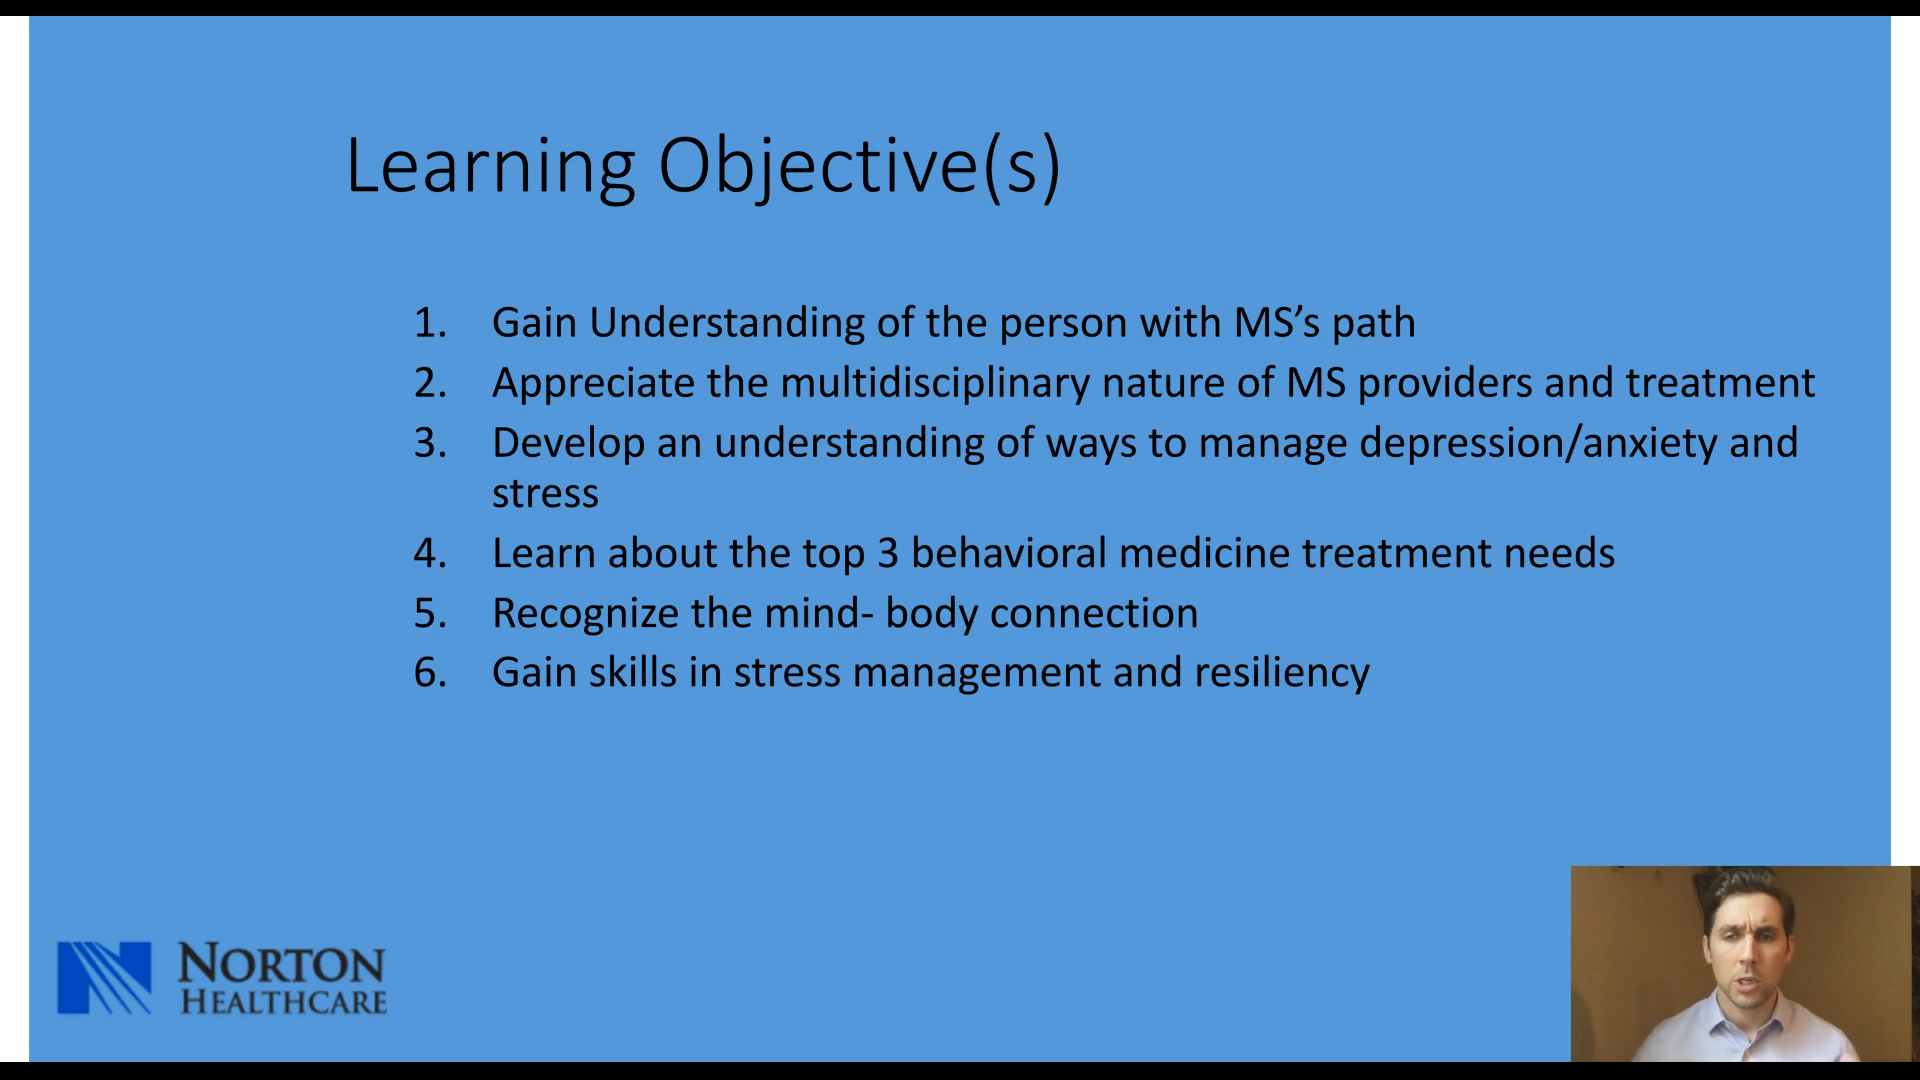 Learning Objective(s)
1. Gain Understanding of the person with MS’s path
2. Appreciate the multidisciplinary nature of MS providers and treatment
3. Develop an understanding of ways to manage depression/anxiety and
stress
4. Learn about the top 3 behavioral medicine treatment needs
5. Recognize the mind- body connection
6. Gain skills in stress management and resiliency
NORTON
HEALTHCARE